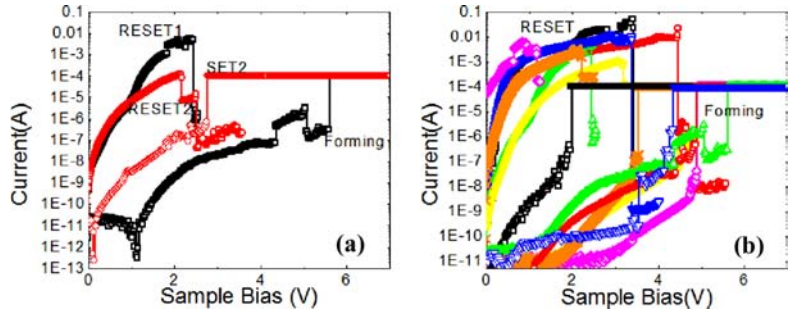 0.1
0.01
1E-3
1E-4
1E-5
1E-6
1E-7
1E-8
1E-9
1E-10
1E-11
1E-12
1E-13
Current(A)
RESET1
SET2
RESET2
Forming
(a)
0 2 4 6
Sample Bias (V)
0.1
0.01
1E-3
1E-4
1E-5
1E-6
1E-7
1E-8
1E-9
1E-10
1E-11
Current(A)
RESET
Forming
(b)
0 2 4 6
Sample Bias(V)